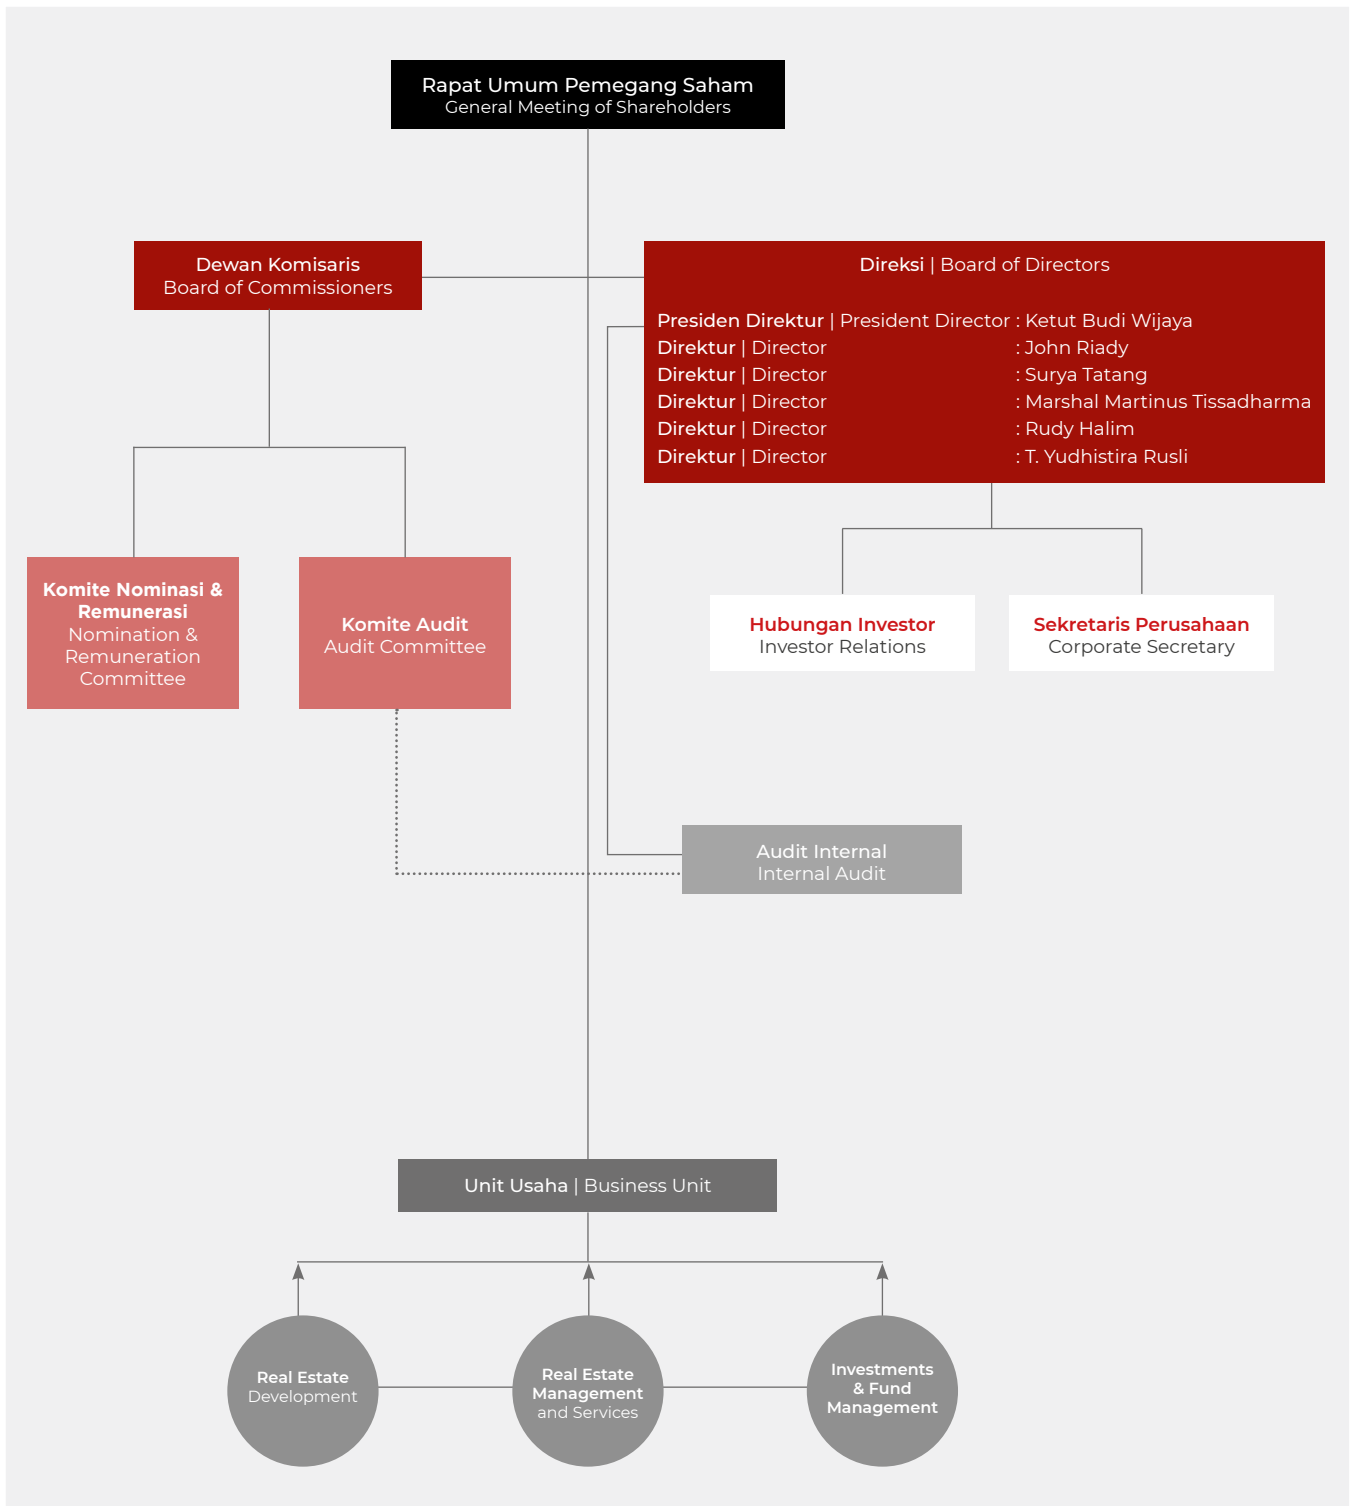 Rapat Umum Pemegang Saham
General Meeting of Shareholders
Dewan Komisaris
Board of Commissioners
Direksi | Board of Directors
Presiden Direktur | President Director : Ketut Budi Wijaya
Direktur | Director : John Riady
Direktur | Director : Surya Tatang
Direktur | Director : Marshal Martinus Tissadharma
Direktur | Director : Rudy Halim
Direktur | Director : T. Yudhistira Rusli
Komite Nominasi &
Remunerasi
Nomination &
Remuneration
Committee
Komite Audit
Audit Committee
Hubungan Investor
Investor Relations
Sekretaris Perusahaan
Corporate Secretary
Audit Internal
Internal Audit
Unit Usaha | Business Unit
Real Estate
Development
Real Estate
Management
and Services
Investments
& Fund
Management